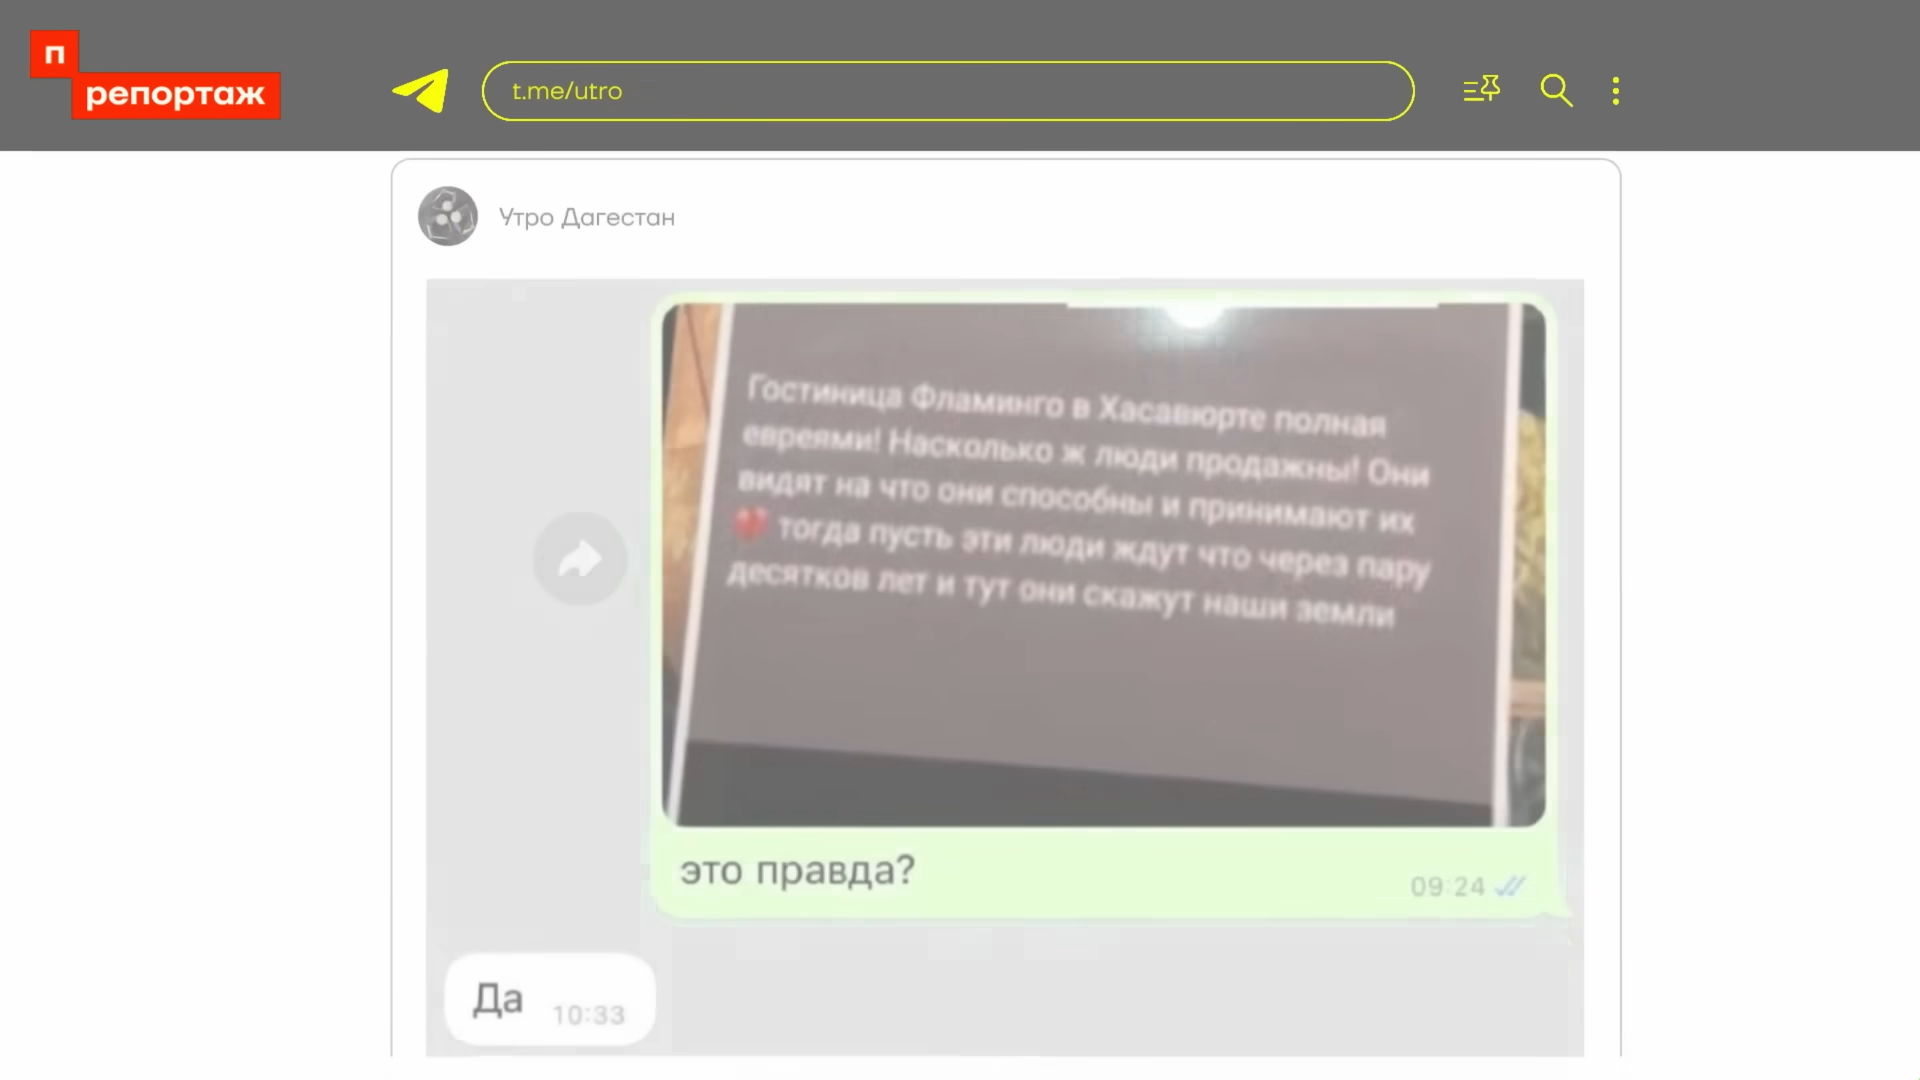 п
репортаж
t.me/utro
Утро Дагестан
Гостиница Фламинго в Хасавюрте полная
евреями! Насколько ж люди продажны! Они
видят на что они способны и принимают их
тогда пусть эти люди ждут что через пару
десятков лет и тут они скажут наши земли
это правда?
09:24
Да
10:33